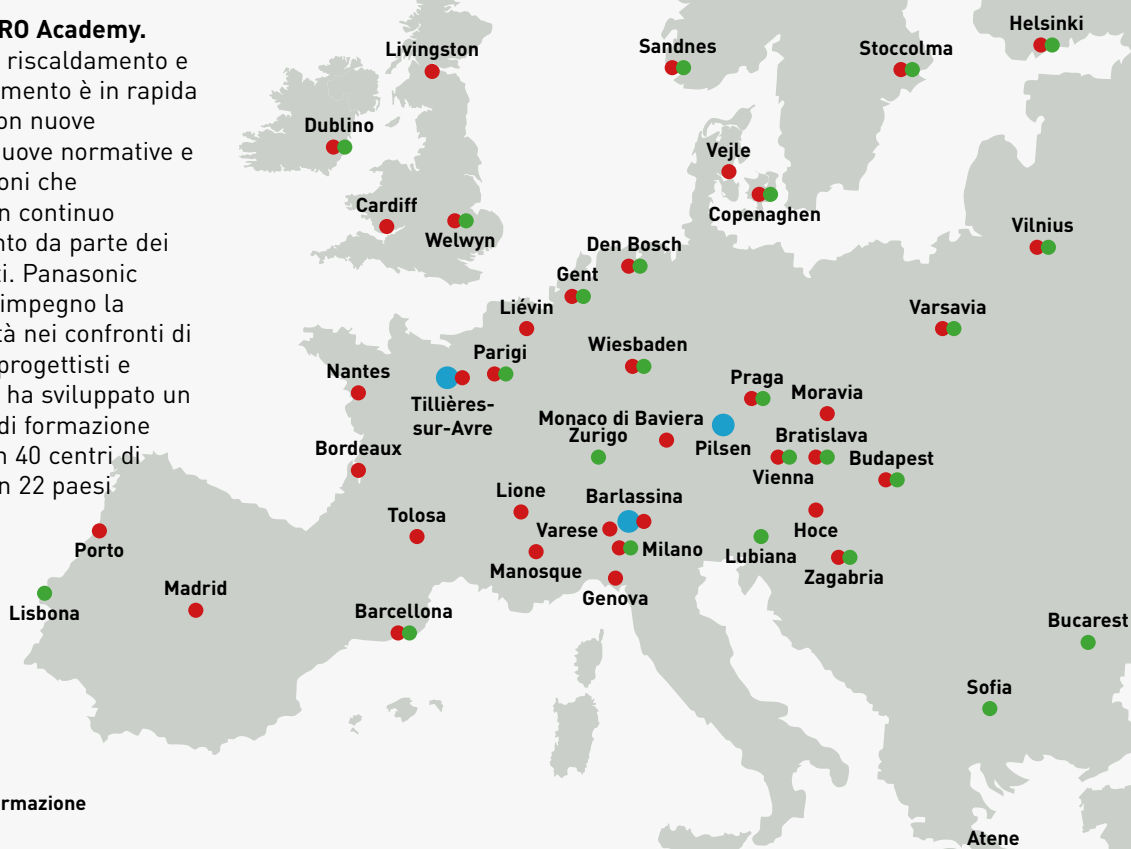 RO Academy.
riscaldamento e
mento è in rapida
on nuove
uove normative e
oni che
n continuo
nto da parte dei
ti. Panasonic
impegno la
tà nei confronti di
progettisti e
ha sviluppato un
di formazione
n 40 centri di
n 22 paesi
Helsinki
Livingston
Sandnes
Stoccolma
Dublino
Vejle
Cardiff
Copenaghen
Vilnius
Welwyn
Den Bosch
Gent
Liévin
Varsavia
Parigi
Wiesbaden
Nantes
Praga
Moravia
Tillières-
sur-Avre
Monaco di Baviera
Zurigo
Pilsen
Bratislava
Bordeaux
Budapest
Vienna
Lione
Barlassina
Tolosa
Varese
Hoce
Porto
Milano
Lubiana
Manosque
Zagabria
Madrid
Genova
Lisbona
Barcellona
Bucarest
Sofia
rmazione
Atene